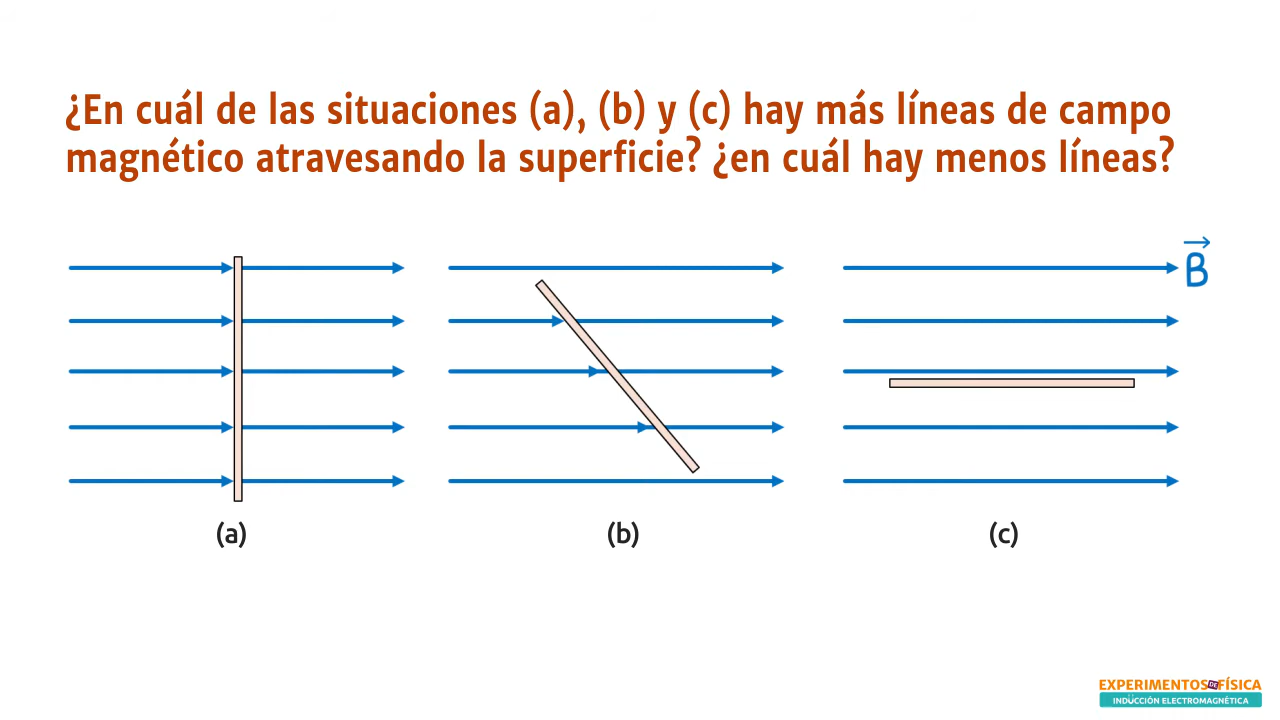 ¿En cuál de las situaciones (a), (b) y (c) hay más líneas de campo
magnético atravesando la superficie? ¿en cuál hay menos líneas?
B
(a)
(b)
(c)
EXPERIMENTOS DE FÍSICA
INDUCCIÓN ELECTROMAGNÉTICA